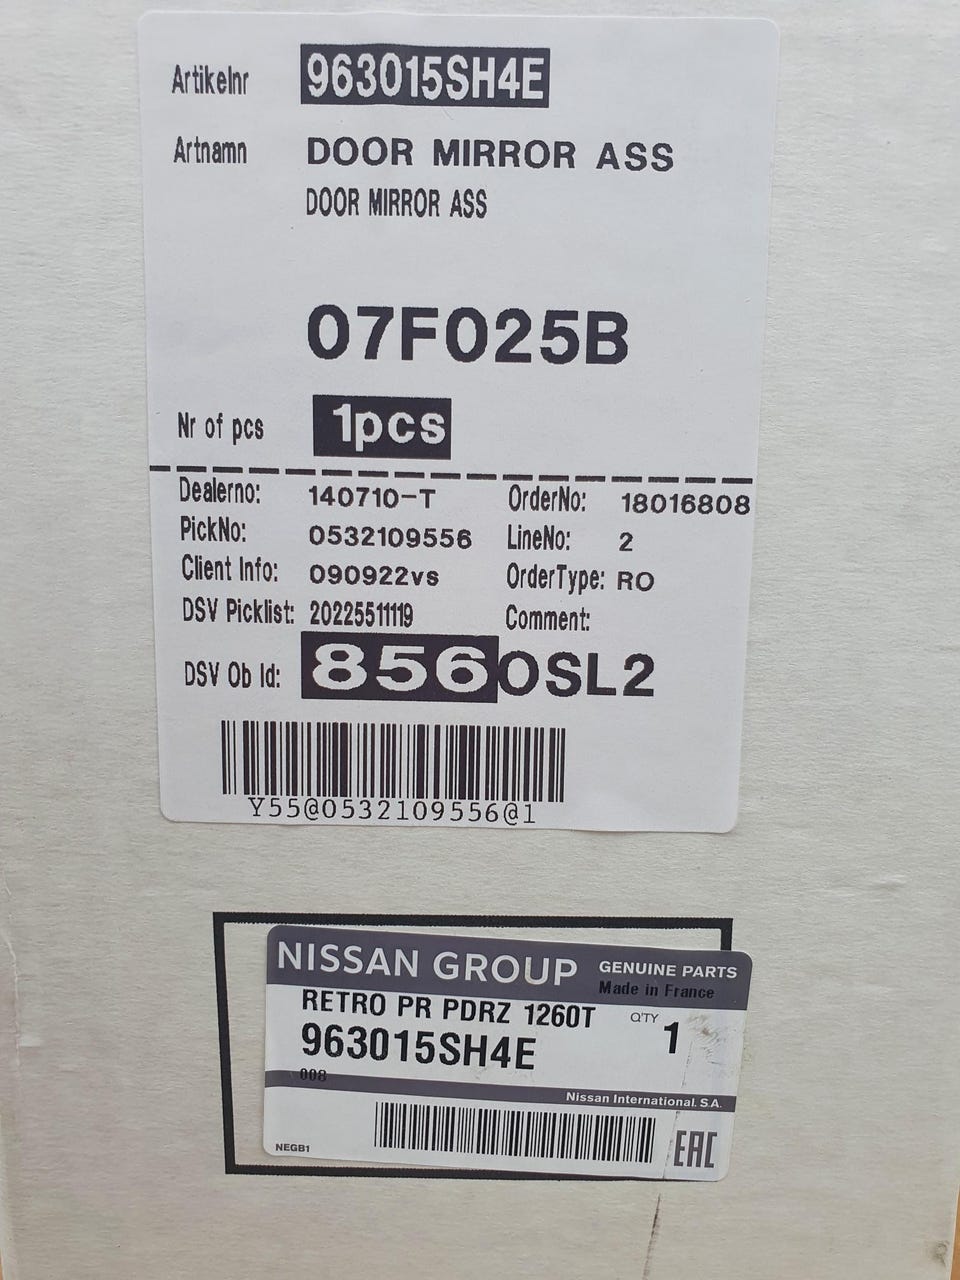 Artikelnr 963015SH4E
Artnamn DOOR MIRROR ASS
DOOR MIRROR ASS
07F025B
Nr of pcs 1pcs
Dealerno: 140710-T OrderNo: 18016808
PickNo: 0532109556 LineNo: 2
Client Info: 090922vs OrderType: RO
DSV Picklist: 20225511119 Comment:
DSV Ob Id: 8560SL2
Y55@0532109556@1
NISSAN GROUP GENUINE PARTS
Made in France
RETRO PR PDRZ 1260T Q'TY 1
963015SH4E
008
Nissan International. S.A.
NEGB1 EAC